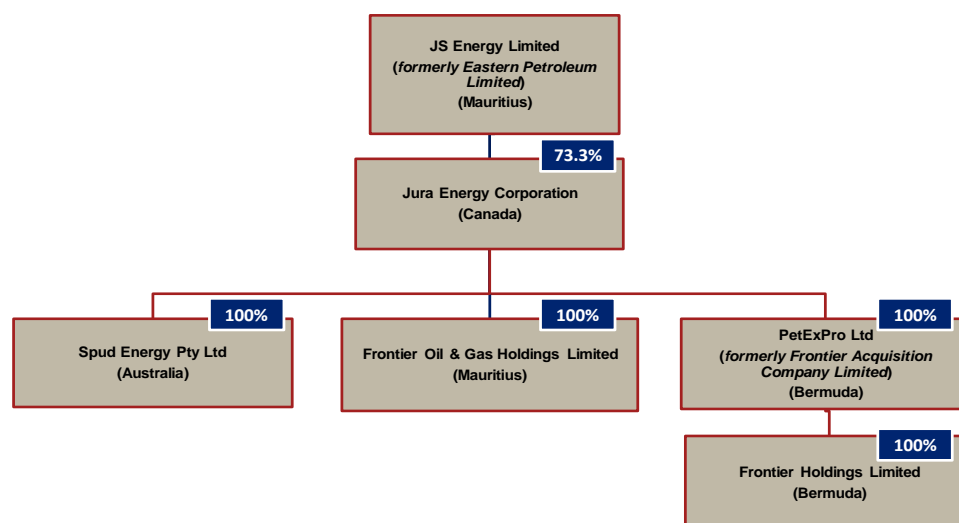 JS Energy Limited
(formerly Eastern Petroleum
Limited)
(Mauritius)
73.3%
Jura Energy Corporation
(Canada)
100%
Spud Energy Pty Ltd
(Australia)
100%
Frontier Oil & Gas Holdings Limited
(Mauritius)
100%
PetExPro Ltd
(formerly Frontier Acquisition
Company Limited)
(Bermuda)
100%
Frontier Holdings Limited
(Bermuda)